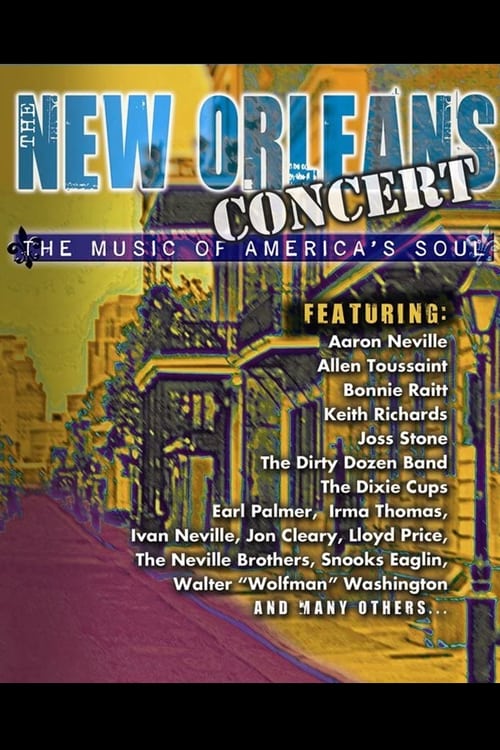 THE NEW ORLEANS
CONCERT
THE MUSIC OF AMERICA'S SOUL
FEATURING:
Aaron Neville
Allen Toussaint
Bonnie Raitt
Keith Richards
Joss Stone
The Dirty Dozen Band
The Dixie Cups
Earl Palmer, Irma Thomas,
Ivan Neville, Jon Cleary, Lloyd Price,
The Neville Brothers, Snooks Eaglin,
Walter "Wolfman" Washington
AND MANY OTHERS...